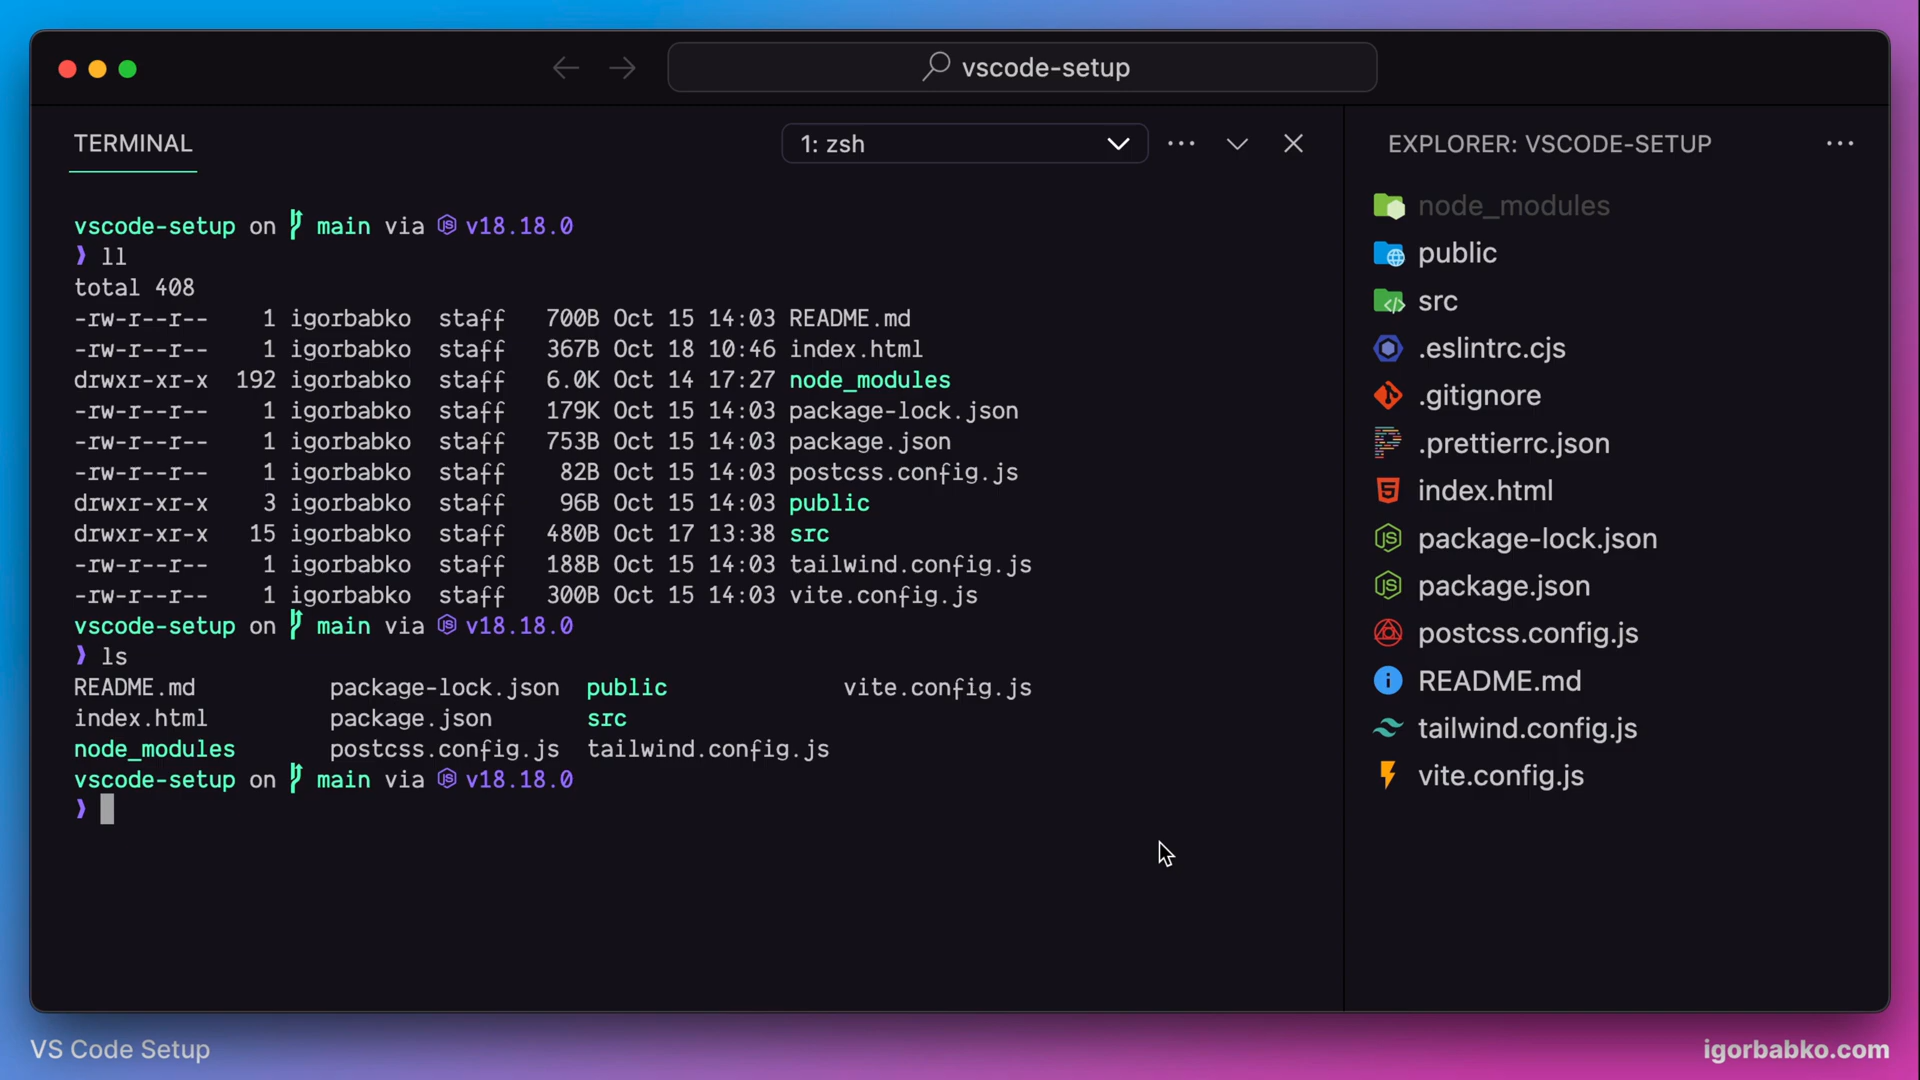 vscode-setup
TERMINAL
1: zsh
vscode-setup on main via v18.18.0
❱ ll
total 408
-rw-r--r-- 1 igorbabko staff 700B Oct 15 14:03 README.md
-rw-r--r-- 1 igorbabko staff 367B Oct 18 10:46 index.html
drwxr-xr-x 192 igorbabko staff 6.0K Oct 14 17:27 node_modules
-rw-r--r-- 1 igorbabko staff 179K Oct 15 14:03 package-lock.json
-rw-r--r-- 1 igorbabko staff 753B Oct 15 14:03 package.json
-rw-r--r-- 1 igorbabko staff 82B Oct 15 14:03 postcss.config.js
drwxr-xr-x 3 igorbabko staff 96B Oct 15 14:03 public
drwxr-xr-x 15 igorbabko staff 480B Oct 17 13:38 src
-rw-r--r-- 1 igorbabko staff 188B Oct 15 14:03 tailwind.config.js
-rw-r--r-- 1 igorbabko staff 300B Oct 15 14:03 vite.config.js
vscode-setup on main via v18.18.0
❱ ls
README.md package-lock.json public vite.config.js
index.html package.json src
node_modules postcss.config.js tailwind.config.js
vscode-setup on main via v18.18.0
❱
EXPLORER: VSCODE-SETUP
node_modules
public
src
.eslintrc.cjs
.gitignore
.prettierrc.json
index.html
package-lock.json
package.json
postcss.config.js
README.md
tailwind.config.js
vite.config.js
VS Code Setup
igorbabko.com